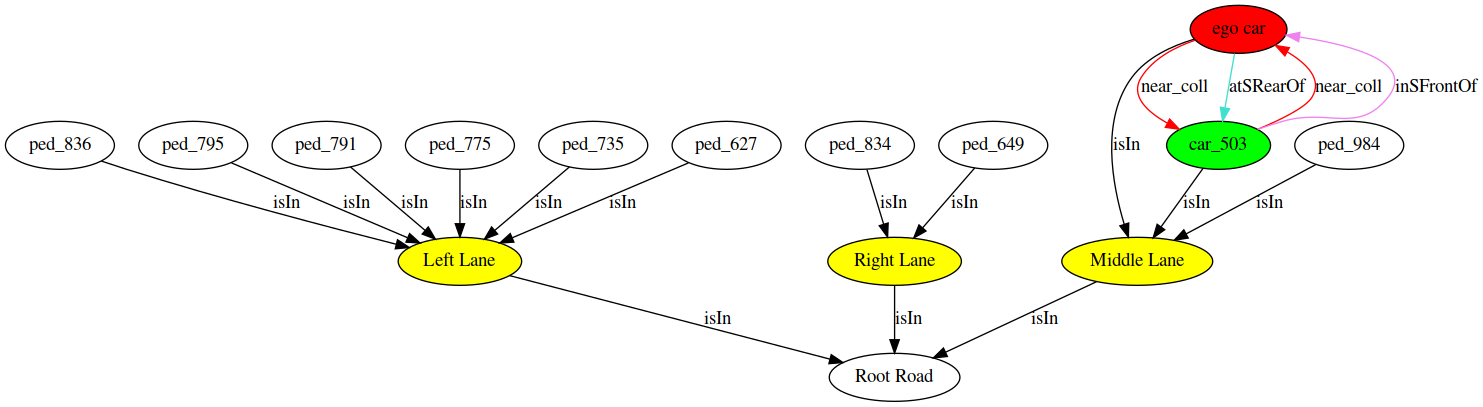 ego car
near_coll
atSRearOf
near_coll
inSFrontOf
ped_836
ped_795
ped_791
ped_775
ped_735
ped_627
ped_834
ped_649
isIn
car_503
ped_984
isIn
isIn
isIn
isIn
isIn
isIn
isIn
isIn
isIn
isIn
Left Lane
Right Lane
Middle Lane
isIn
isIn
isIn
Root Road